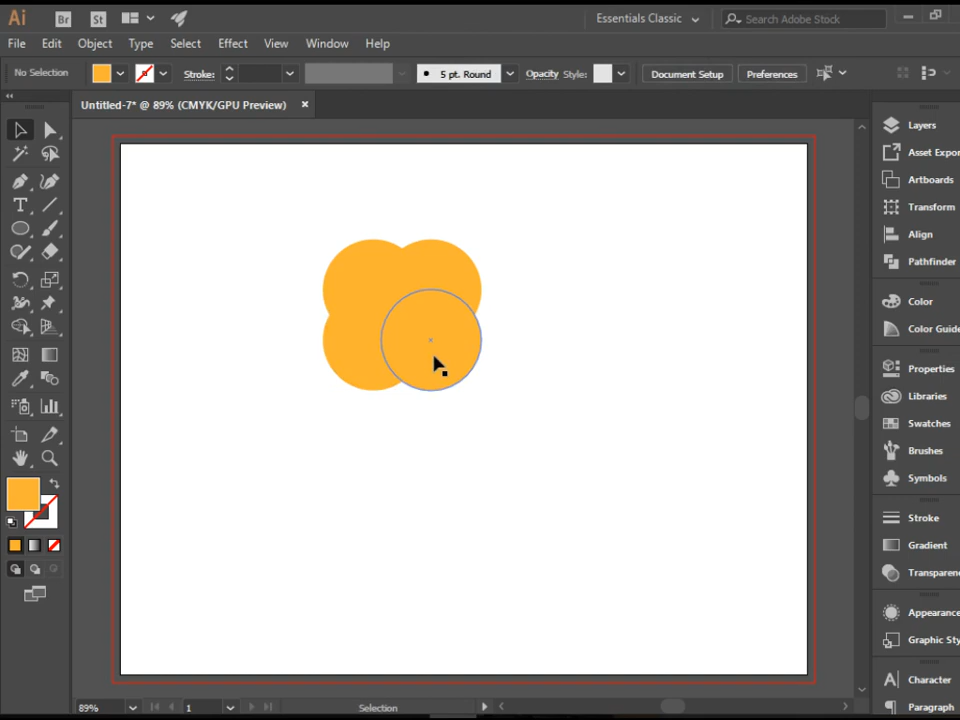 Ai Br St Essentials Classic Search Adobe Stock
File Edit Object Type Select Effect View Window Help
No Selection Stroke: 5 pt. Round Opacity Style: Document Setup Preferences
Untitled-7* @ 89% (CMYK/GPU Preview) ×
Layers
Asset Expor
Artboards
Transform
Align
Pathfinder
Color
Color Guide
Properties
Libraries
Swatches
Brushes
Symbols
Stroke
Gradient
Transparen
Appearance
Graphic Sty
Character
Paragraph
89% 1 Selection